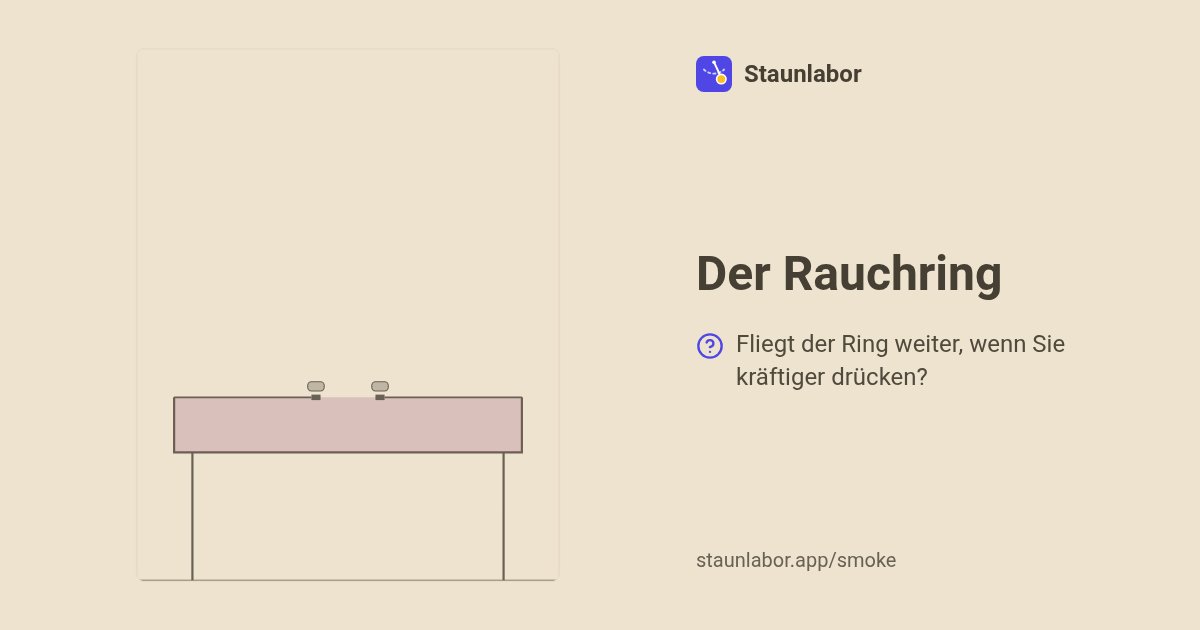 Staunlabor
Der Rauchring
Fliegt der Ring weiter, wenn Sie
kräftiger drücken?
staunlabor.app/smoke